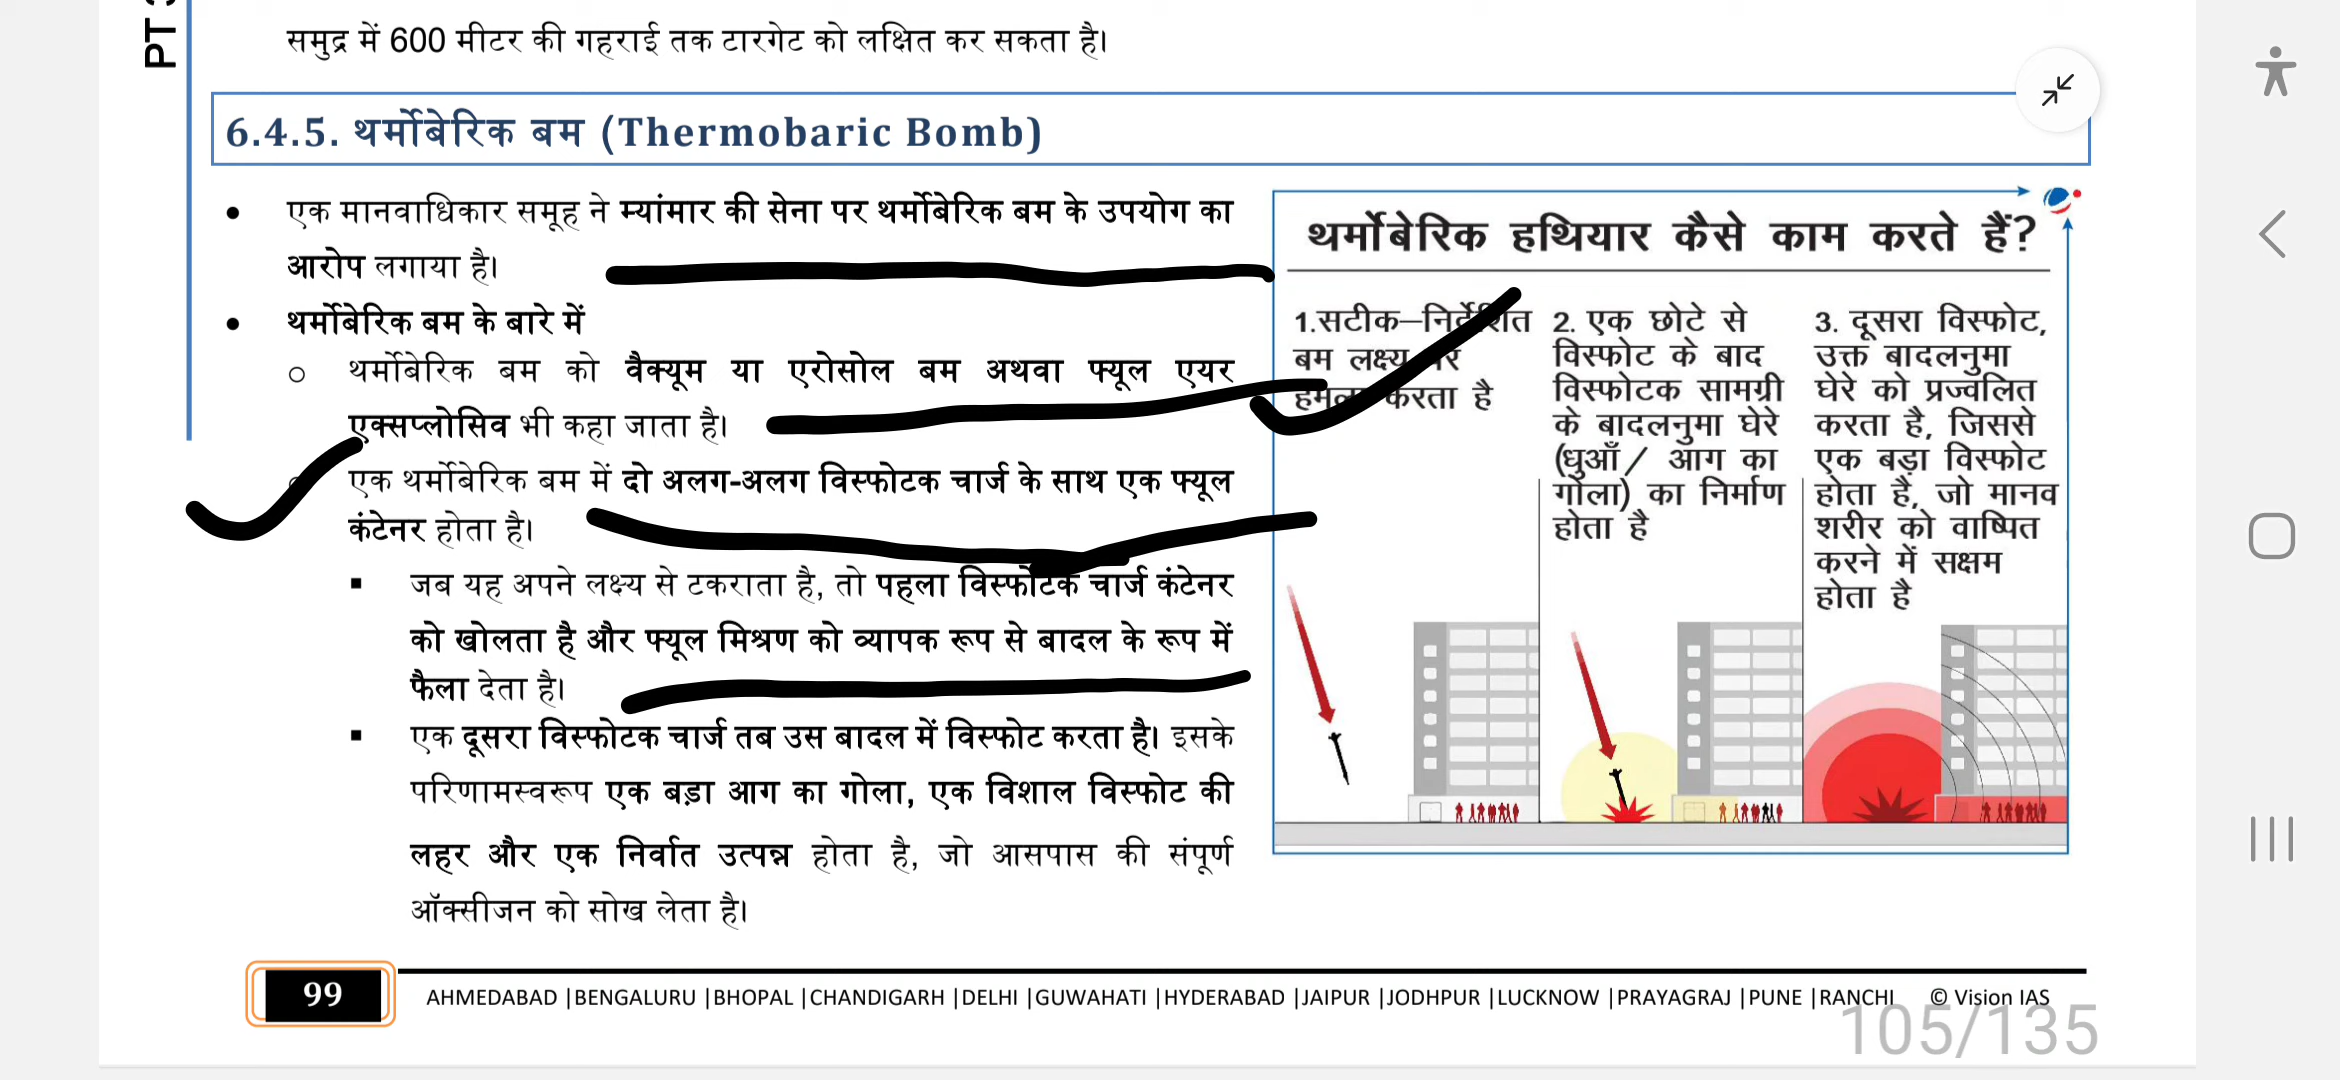 PT
समुद्र में 600 मीटर की गहराई तक टारगेट को लक्षित कर सकता है।
6.4.5. थर्मोबेरिक बम (Thermobaric Bomb)
● एक मानवाधिकार समूह ने म्यांमार की सेना पर थर्मोबेरिक बम के उपयोग का
आरोप लगाया है।
● थर्मोबेरिक बम के बारे में
○ थर्मोबेरिक बम को वैक्यूम या एरोसोल बम अथवा फ्यूल एयर
एक्सप्लोसिव भी कहा जाता है।
एक थर्मोबेरिक बम में दो अलग-अलग विस्फोटक चार्ज के साथ एक फ्यूल
कंटेनर होता है।
▪ जब यह अपने लक्ष्य से टकराता है, तो पहला विस्फोटक चार्ज कंटेनर
को खोलता है और फ्यूल मिश्रण को व्यापक रूप से बादल के रूप में
फैला देता है।
▪ एक दूसरा विस्फोटक चार्ज तब उस बादल में विस्फोट करता है। इसके
परिणामस्वरूप एक बड़ा आग का गोला, एक विशाल विस्फोट की
लहर और एक निर्वात उत्पन्न होता है, जो आसपास की संपूर्ण
ऑक्सीजन को सोख लेता है।
थर्मोबेरिक हथियार कैसे काम करते हैं?
1.सटीक–निर्देशित
बम लक्ष्य पर
हमला करता है
2. एक छोटे से
विस्फोट के बाद
विस्फोटक सामग्री
के बादलनुमा घेरे
(धुआँ/ आग का
गोला) का निर्माण
होता है
3. दूसरा विस्फोट,
उक्त बादलनुमा
घेरे को प्रज्वलित
करता है, जिससे
एक बड़ा विस्फोट
होता है, जो मानव
शरीर को वाष्पित
करने में सक्षम
होता है
99 AHMEDABAD |BENGALURU |BHOPAL |CHANDIGARH |DELHI |GUWAHATI |HYDERABAD |JAIPUR |JODHPUR |LUCKNOW |PRAYAGRAJ |PUNE |RANCHI © Vision IAS
105/135